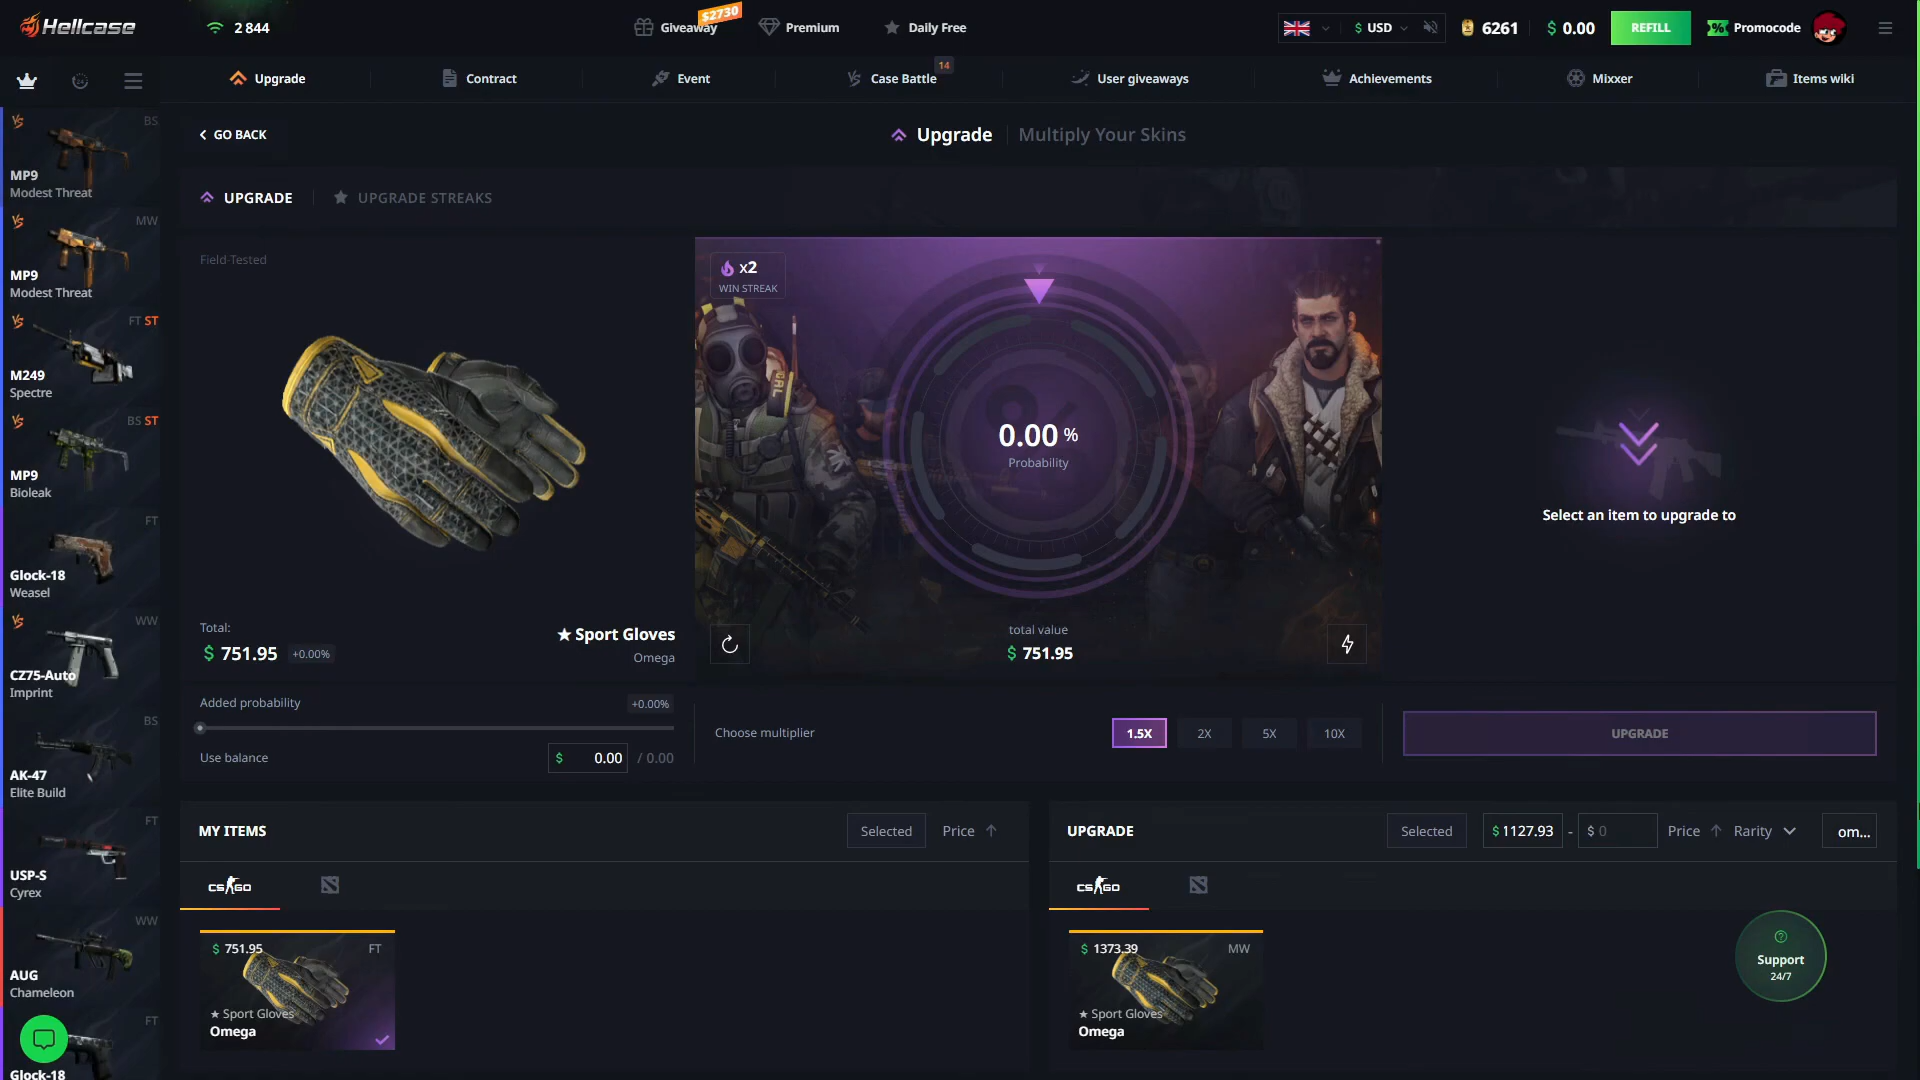 Hellcase
2 844
Giveaway
$2730
Premium
Daily Free
$ USD
6261
$ 0.00
REFILL
Promocode
Upgrade
Contract
Event
Case Battle
14
User giveaways
Achievements
Mixxer
Items wiki
GO BACK
Upgrade
Multiply Your Skins
UPGRADE
UPGRADE STREAKS
BS
MP9
Modest Threat
MW
MP9
Modest Threat
FT ST
M249
Spectre
BS ST
MP9
Bioleak
FT
Glock-18
Weasel
WW
CZ75-Auto
Imprint
BS
AK-47
Elite Build
FT
USP-S
Cyrex
WW
AUG
Chameleon
FT
Glock-18
Field-Tested
Total:
$ 751.95
+0.00%
★ Sport Gloves
Omega
x2
WIN STREAK
0.00 %
Probability
total value
$ 751.95
Select an item to upgrade to
Added probability
+0.00%
Use balance
$ 0.00 / 0.00
Choose multiplier
1.5X
2X
5X
10X
UPGRADE
MY ITEMS
Selected
Price
CS GO
$ 751.95
FT
★ Sport Gloves
Omega
UPGRADE
Selected
$ 1127.93 - $ 0
Price
Rarity
om...
CS GO
$ 1373.39
MW
★ Sport Gloves
Omega
Support
24/7